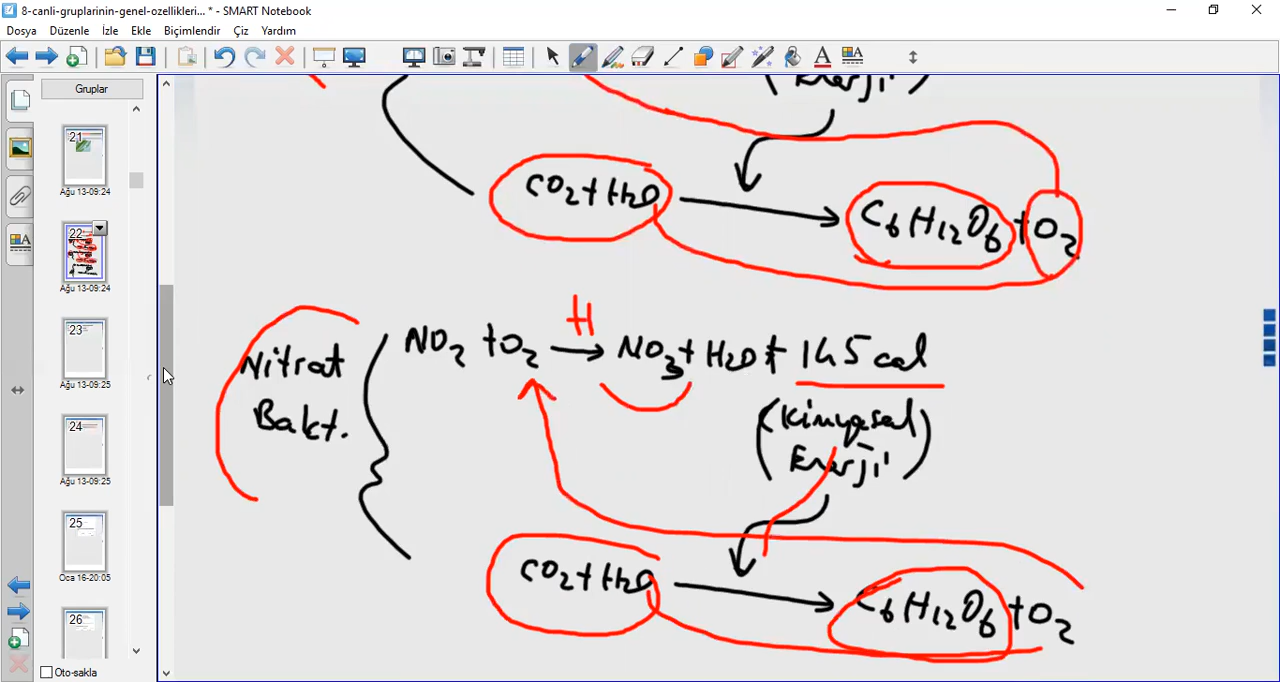 8-canli-gruplarinin-genel-ozellikleri... * - SMART Notebook
Dosya Düzenle İzle Ekle Biçimlendir Çiz Yardım
Gruplar
21
Ağu 13-09:24
22
Ağu 13-09:24
23
Ağu 13-09:25
24
Ağu 13-09:25
25
Oca 16-20:05
26
Oto-sakla
Enerji
CO2+H2O → C6H12O6+O2
H
NO2 +O2 → NO3+H2O+
Nitrat
Bakt.
(Kimyasal
Enerji)
CO2+H2O → C6H12O6+O2